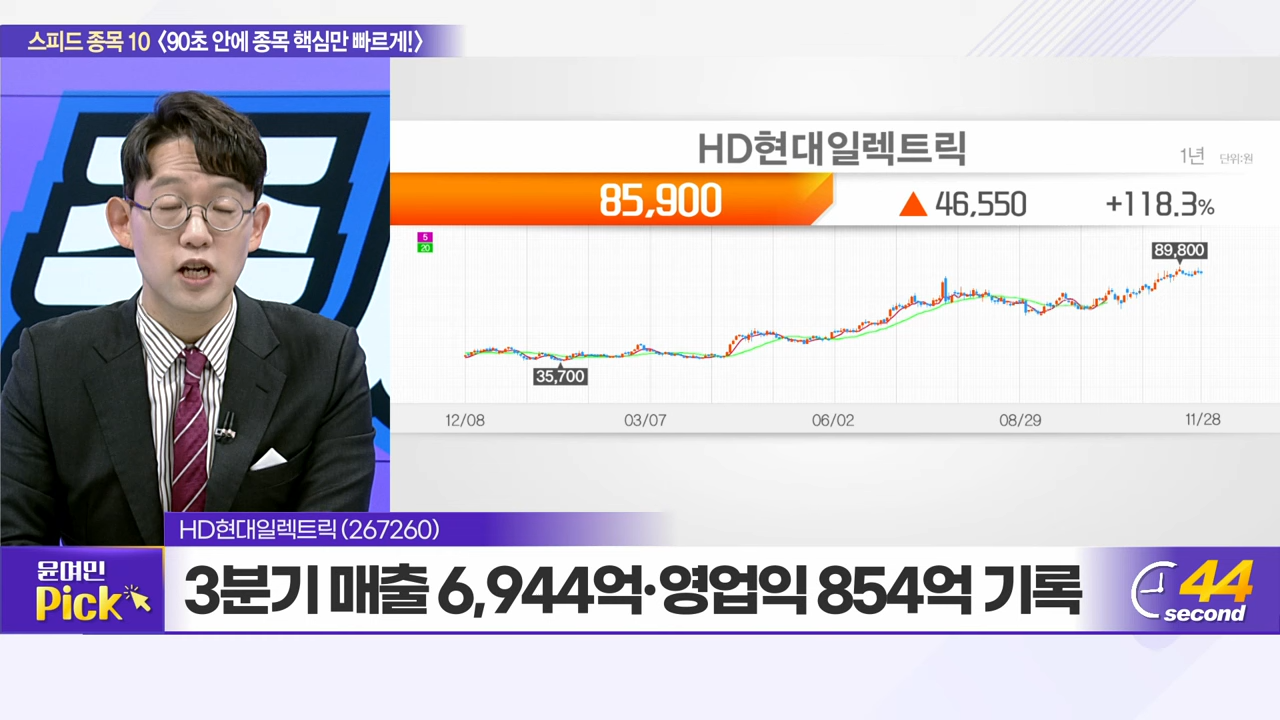 스피드 종목 10 <90초 안에 종목 핵심만 빠르게!>
HD현대일렉트릭
1년 단위:원
85,900 ▲ 46,550 +118.3%
5
20
89,800
35,700
12/08 03/07 06/02 08/29 11/28
HD현대일렉트릭 (267260)
윤여민
Pick
3분기 매출 6,944억·영업익 854억 기록
44
second